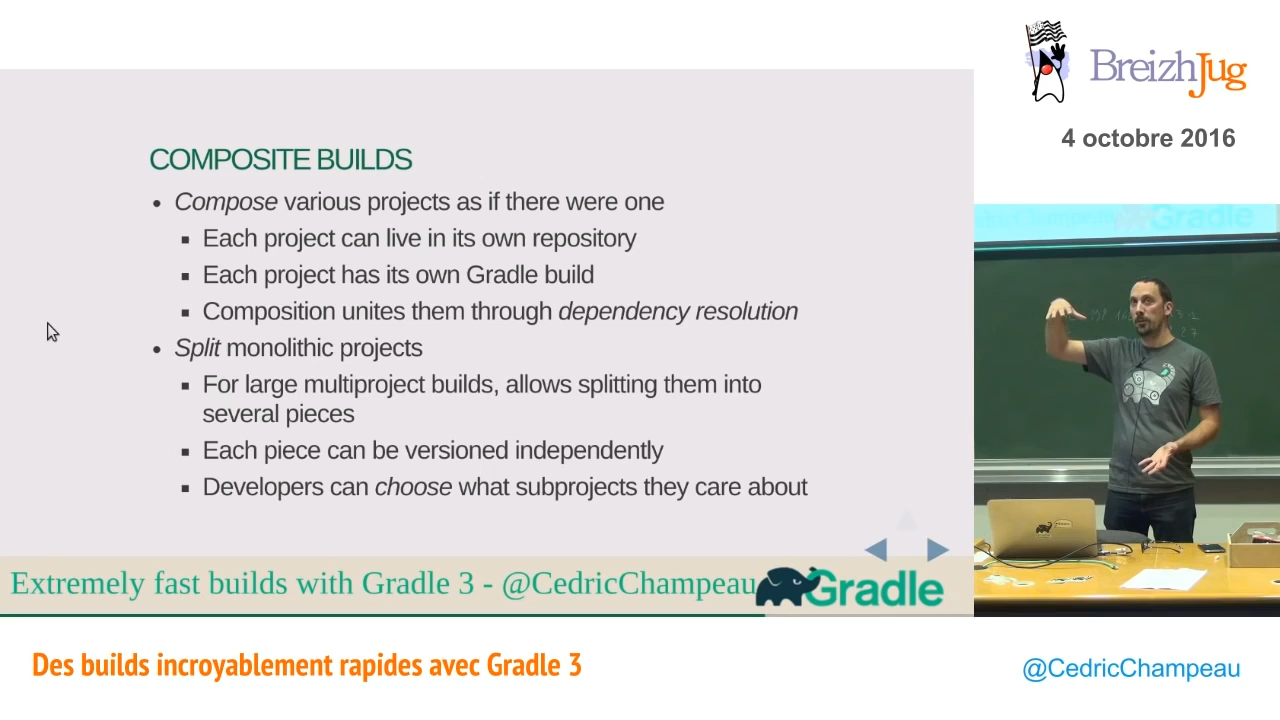 BreizhJug
4 octobre 2016
COMPOSITE BUILDS
• Compose various projects as if there were one
▪ Each project can live in its own repository
▪ Each project has its own Gradle build
▪ Composition unites them through dependency resolution
• Split monolithic projects
▪ For large multiproject builds, allows splitting them into
several pieces
▪ Each piece can be versioned independently
▪ Developers can choose what subprojects they care about
Extremely fast builds with Gradle 3 - @CedricChampeau
Gradle
Gradle
Des builds incroyablement rapides avec Gradle 3
@CedricChampeau